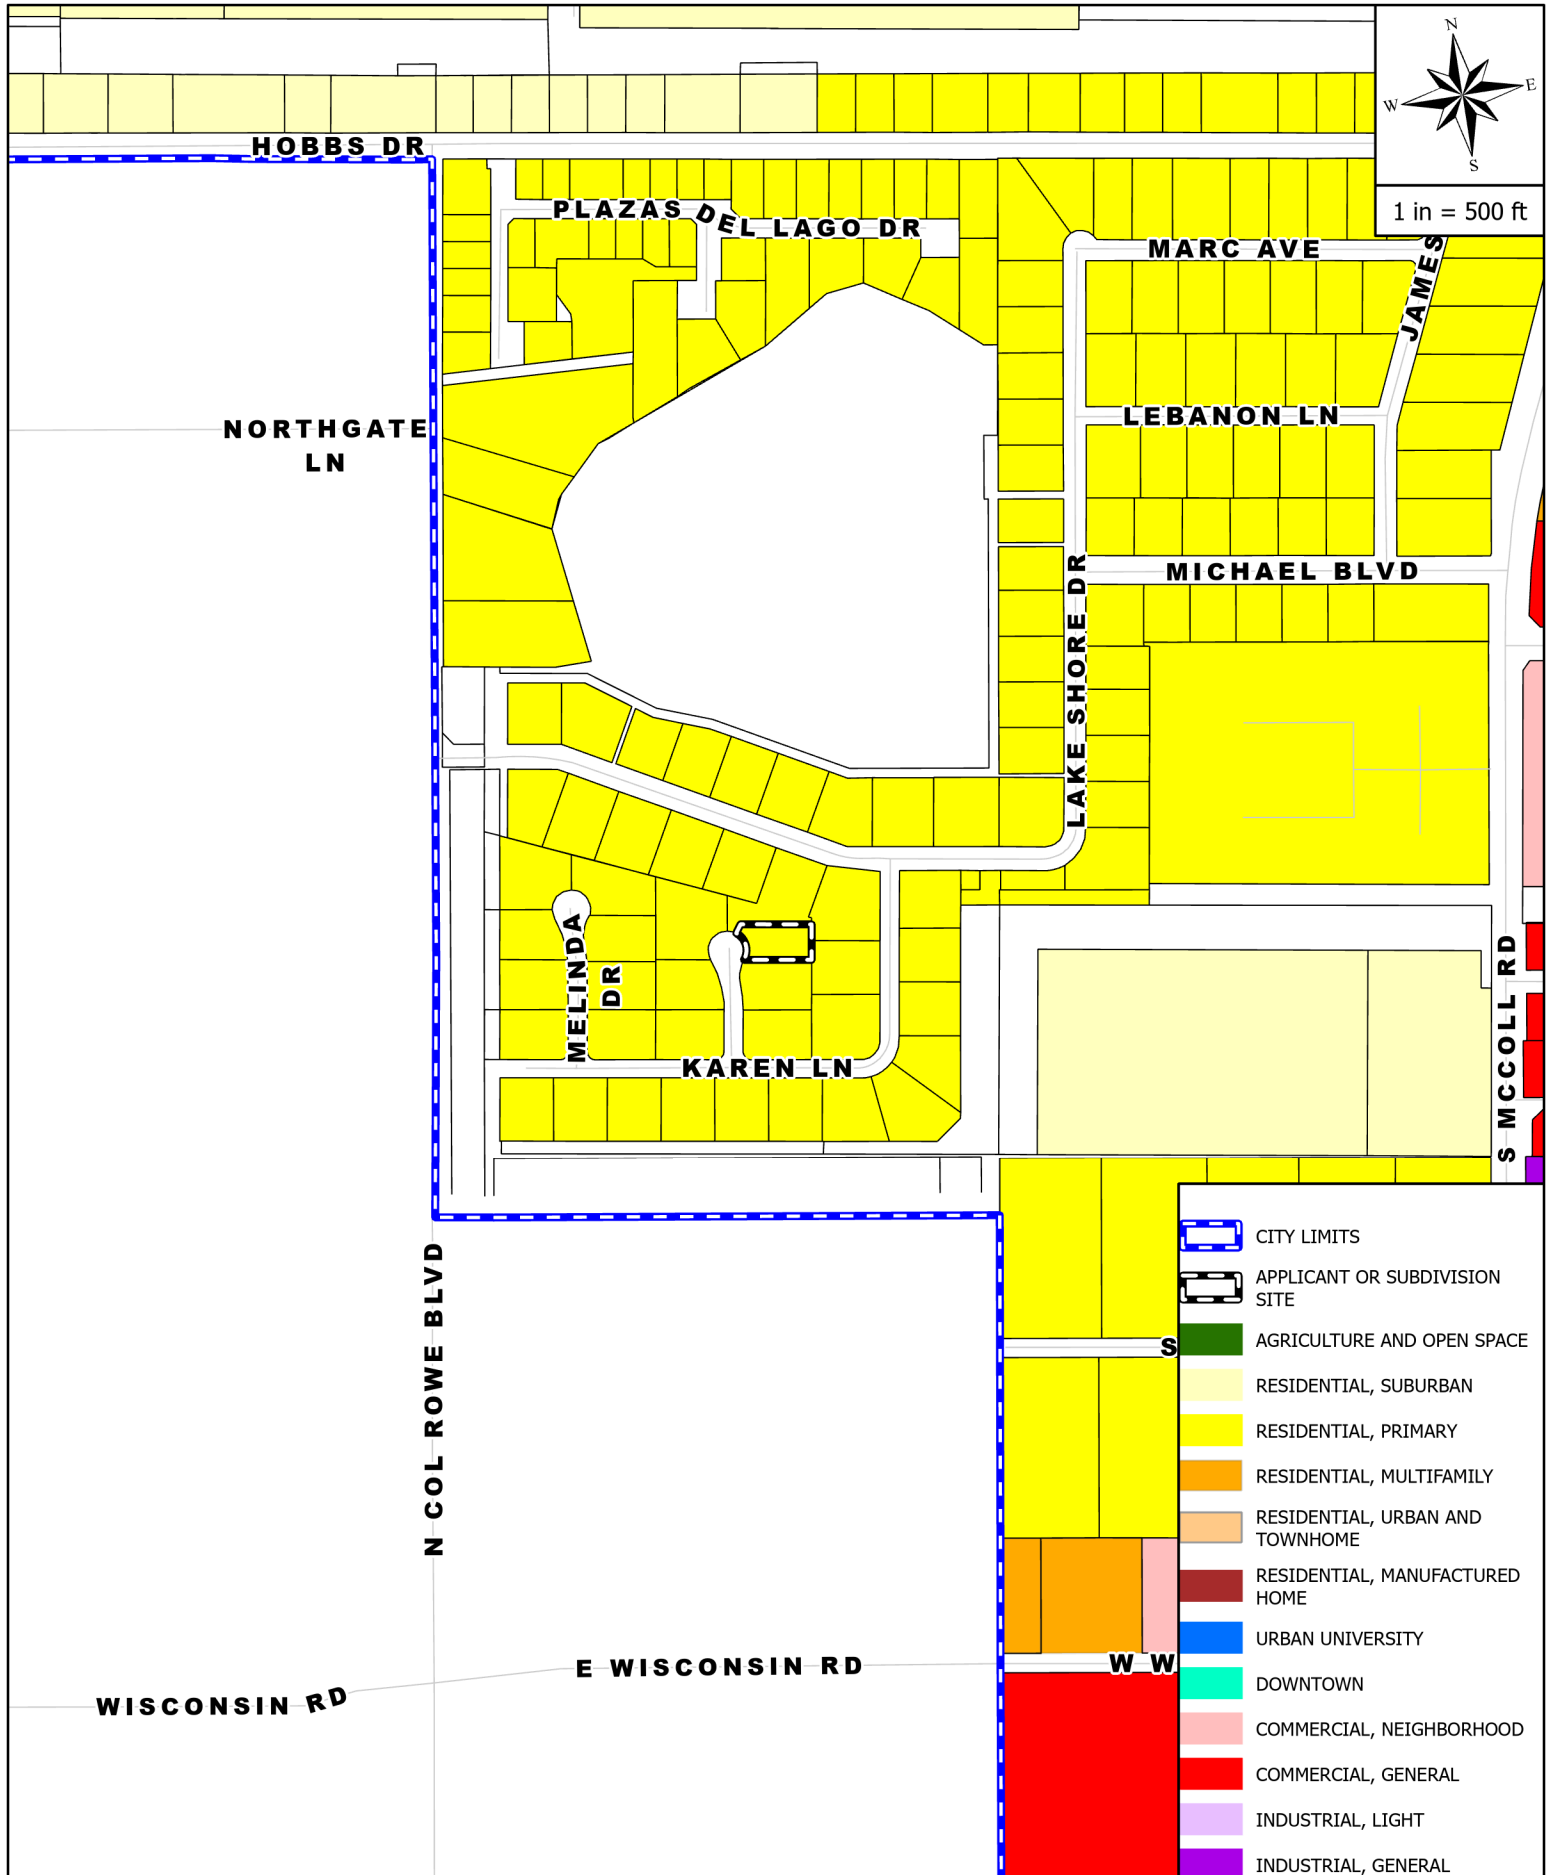 N
W
E
S
1 in = 500 ft
HOBBS DR
PLAZAS DEL LAGO DR
MARC AVE
JAMES
LEBANON LN
NORTHGATE
LN
MICHAEL BLVD
LAKE SHORE DR
MELINDA
DR
KAREN LN
S MCCOLL RD
N COL ROWE BLVD
S
E WISCONSIN RD
W W
WISCONSIN RD
CITY LIMITS
APPLICANT OR SUBDIVISION
SITE
AGRICULTURE AND OPEN SPACE
RESIDENTIAL, SUBURBAN
RESIDENTIAL, PRIMARY
RESIDENTIAL, MULTIFAMILY
RESIDENTIAL, URBAN AND
TOWNHOME
RESIDENTIAL, MANUFACTURED
HOME
URBAN UNIVERSITY
DOWNTOWN
COMMERCIAL, NEIGHBORHOOD
COMMERCIAL, GENERAL
INDUSTRIAL, LIGHT
INDUSTRIAL, GENERAL